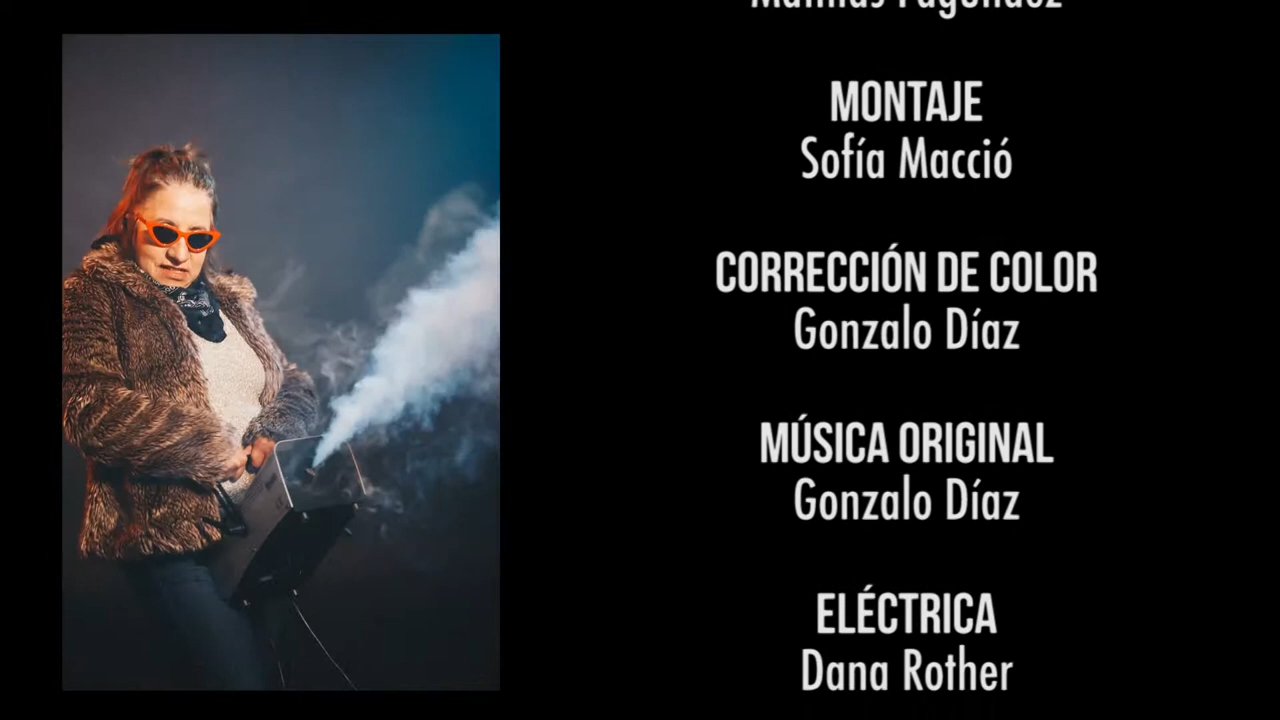 MONTAJE
Sofía Macció
CORRECCIÓN DE COLOR
Gonzalo Díaz
MÚSICA ORIGINAL
Gonzalo Díaz
ELÉCTRICA
Dana Rother